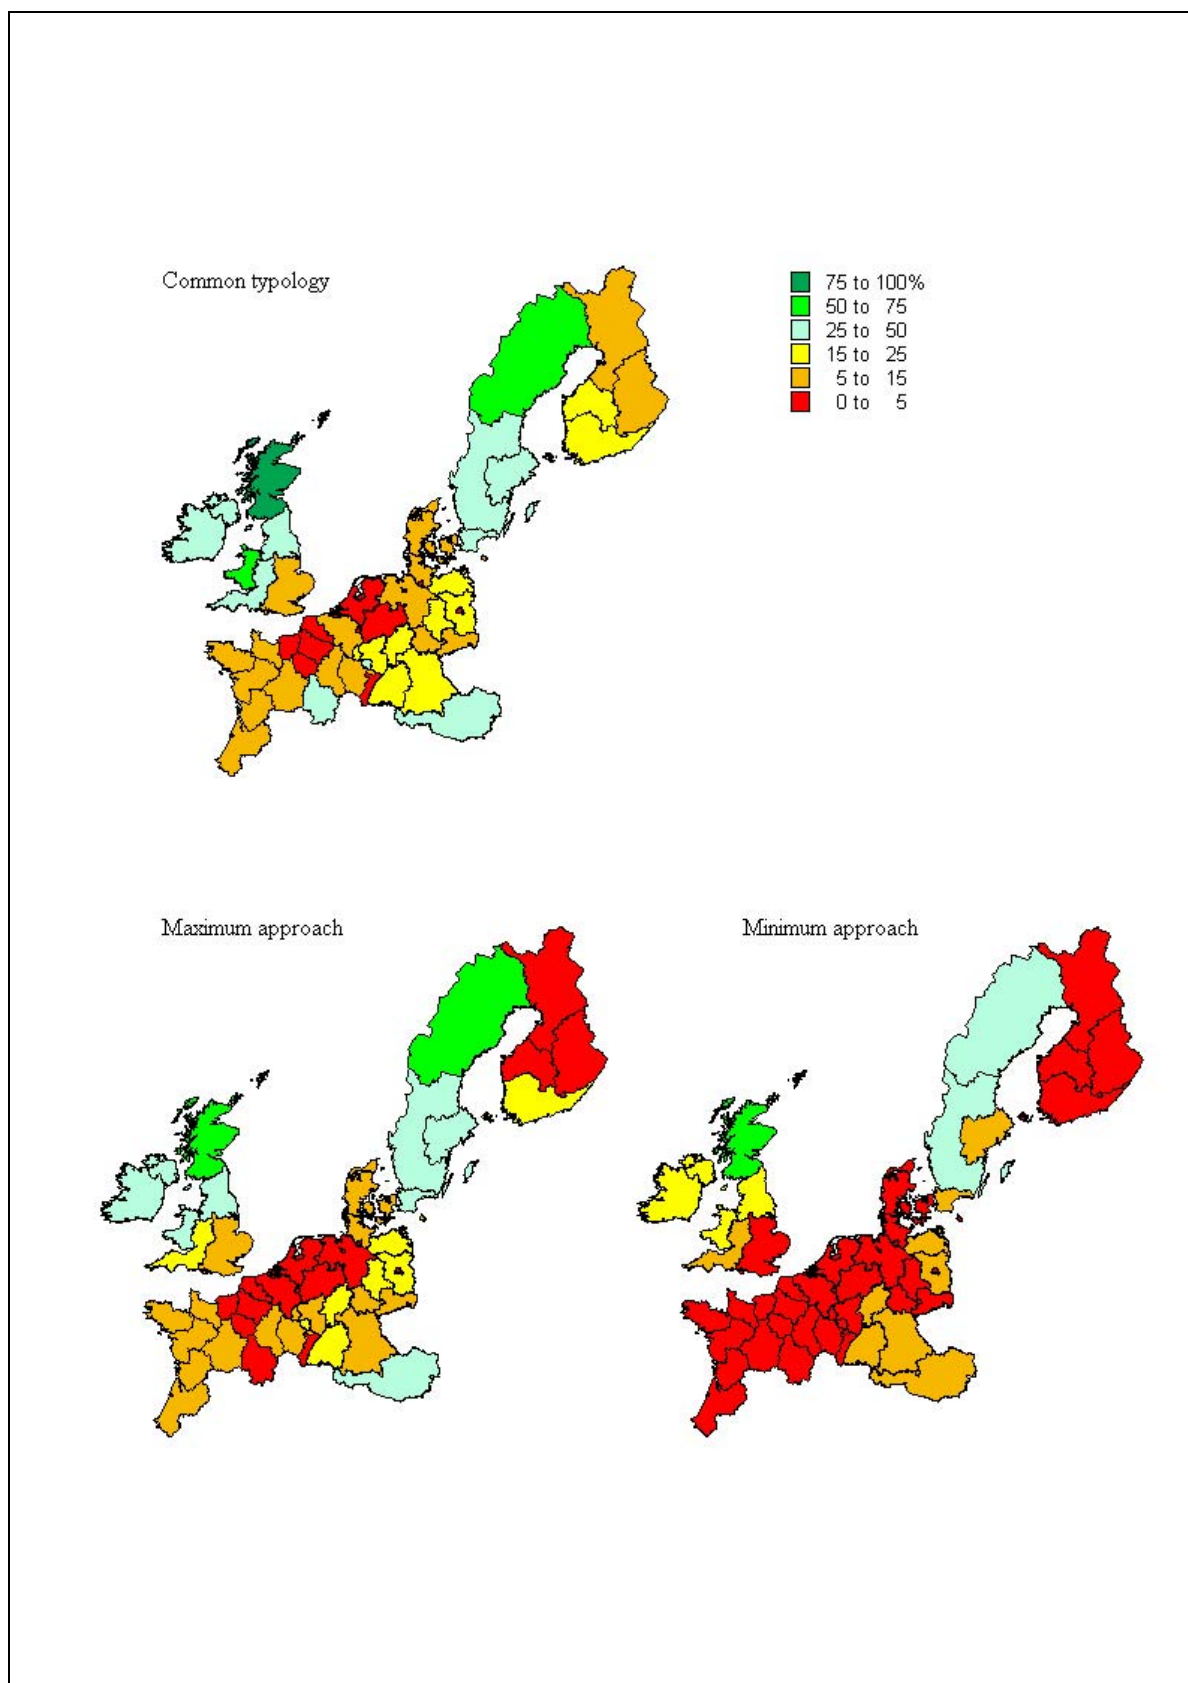 Common typology
75 to 100%
50 to 75
25 to 50
15 to 25
5 to 15
0 to 5
Maximum approach
Minimum approach